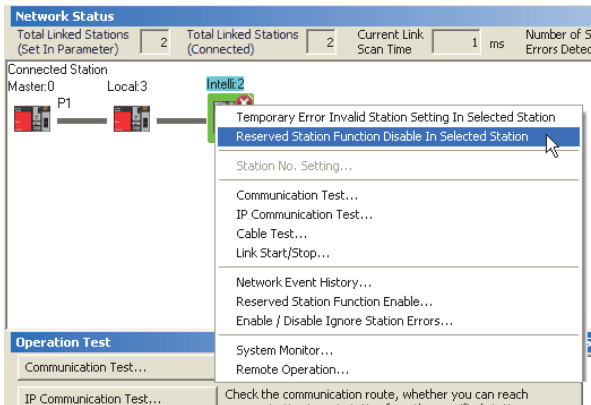 Network Status
Total Linked Stations
(Set In Parameter)
2
Total Linked Stations
(Connected)
2
Current Link
Scan Time
1 ms
Number of S
Errors Detec
Connected Station
Master:0
Local:3
Intelli:2
P1
Temporary Error Invalid Station Setting In Selected Station
Reserved Station Function Disable In Selected Station
Station No. Setting...
Communication Test...
IP Communication Test...
Cable Test...
Link Start/Stop...
Network Event History...
Reserved Station Function Enable...
Enable / Disable Ignore Station Errors...
System Monitor...
Remote Operation...
Operation Test
Communication Test...
IP Communication Test...
Check the communication route, whether you can reach